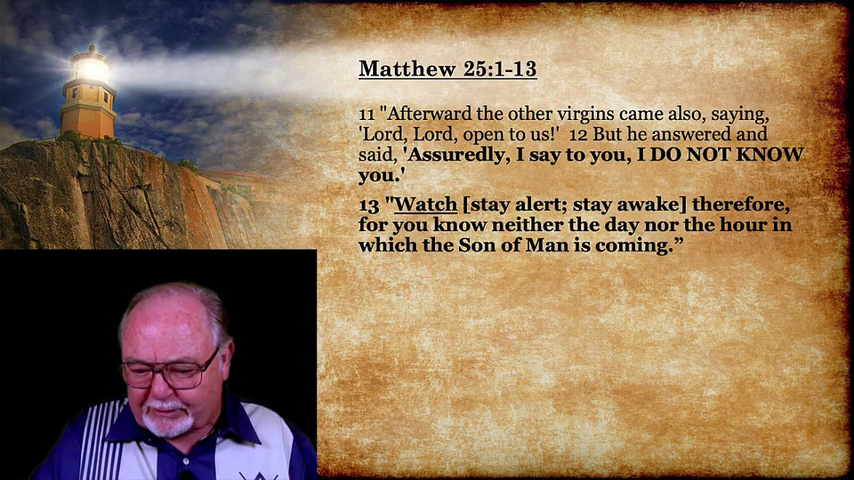 Matthew 25:1-13
11 "Afterward the other virgins came also, saying,
'Lord, Lord, open to us!' 12 But he answered and
said, 'Assuredly, I say to you, I DO NOT KNOW
you.'
13 "Watch [stay alert; stay awake] therefore,
for you know neither the day nor the hour in
which the Son of Man is coming.”